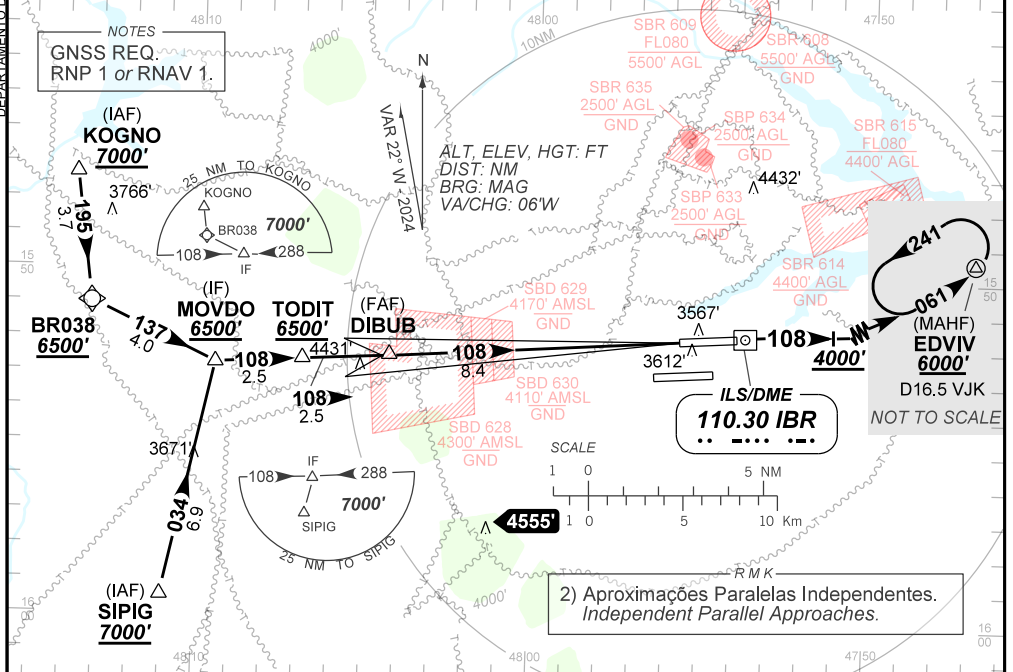 DEPARTAMENTO D
48|10
48|00
47|50
NOTES
GNSS REQ.
RNP 1 or RNAV 1.
4000'
10NM
N
VAR 22° W - 2024
ALT, ELEV, HGT: FT
DIST: NM
BRG: MAG
VA/CHG: 06'W
SBR 609
FL080
5500' AGL
SBR 608
5500' AGL
GND
SBR 635
2500' AGL
GND
SBP 634
2500' AGL
GND
SBR 615
FL080
4400' AGL
SBP 633
2500' AGL
GND
4432'
SBR 614
4400' AGL
GND
(IAF)
KOGNO
7000'
3766'
195
3.7
25 NM TO KOGNO
KOGNO
7000'
BR038
108
288
IF
15
50
BR038
6500'
137
4.0
(IF)
MOVDO
6500'
108
2.5
TODIT
6500'
4431'
(FAF)
DIBUB
108
2.5
108
8.4
SBD 629
4170' AMSL
GND
SBD 630
4110' AMSL
GND
SBD 628
4300' AMSL
GND
3567'
3612'
108
4000'
241
061
15
50
(MAHF)
EDVIV
6000'
D16.5 VJK
NOT TO SCALE
ILS/DME
110.30 IBR
3671'
034
6.9
IF
108
288
7000'
SIPIG
25 NM TO SIPIG
SCALE
1 0 5 NM
1 0 5 10 Km
4555'
4000'
(IAF)
SIPIG
7000'
16
RMK
2) Aproximações Paralelas Independentes.
Independent Parallel Approaches.
16
00
48|10
48|00
47|50